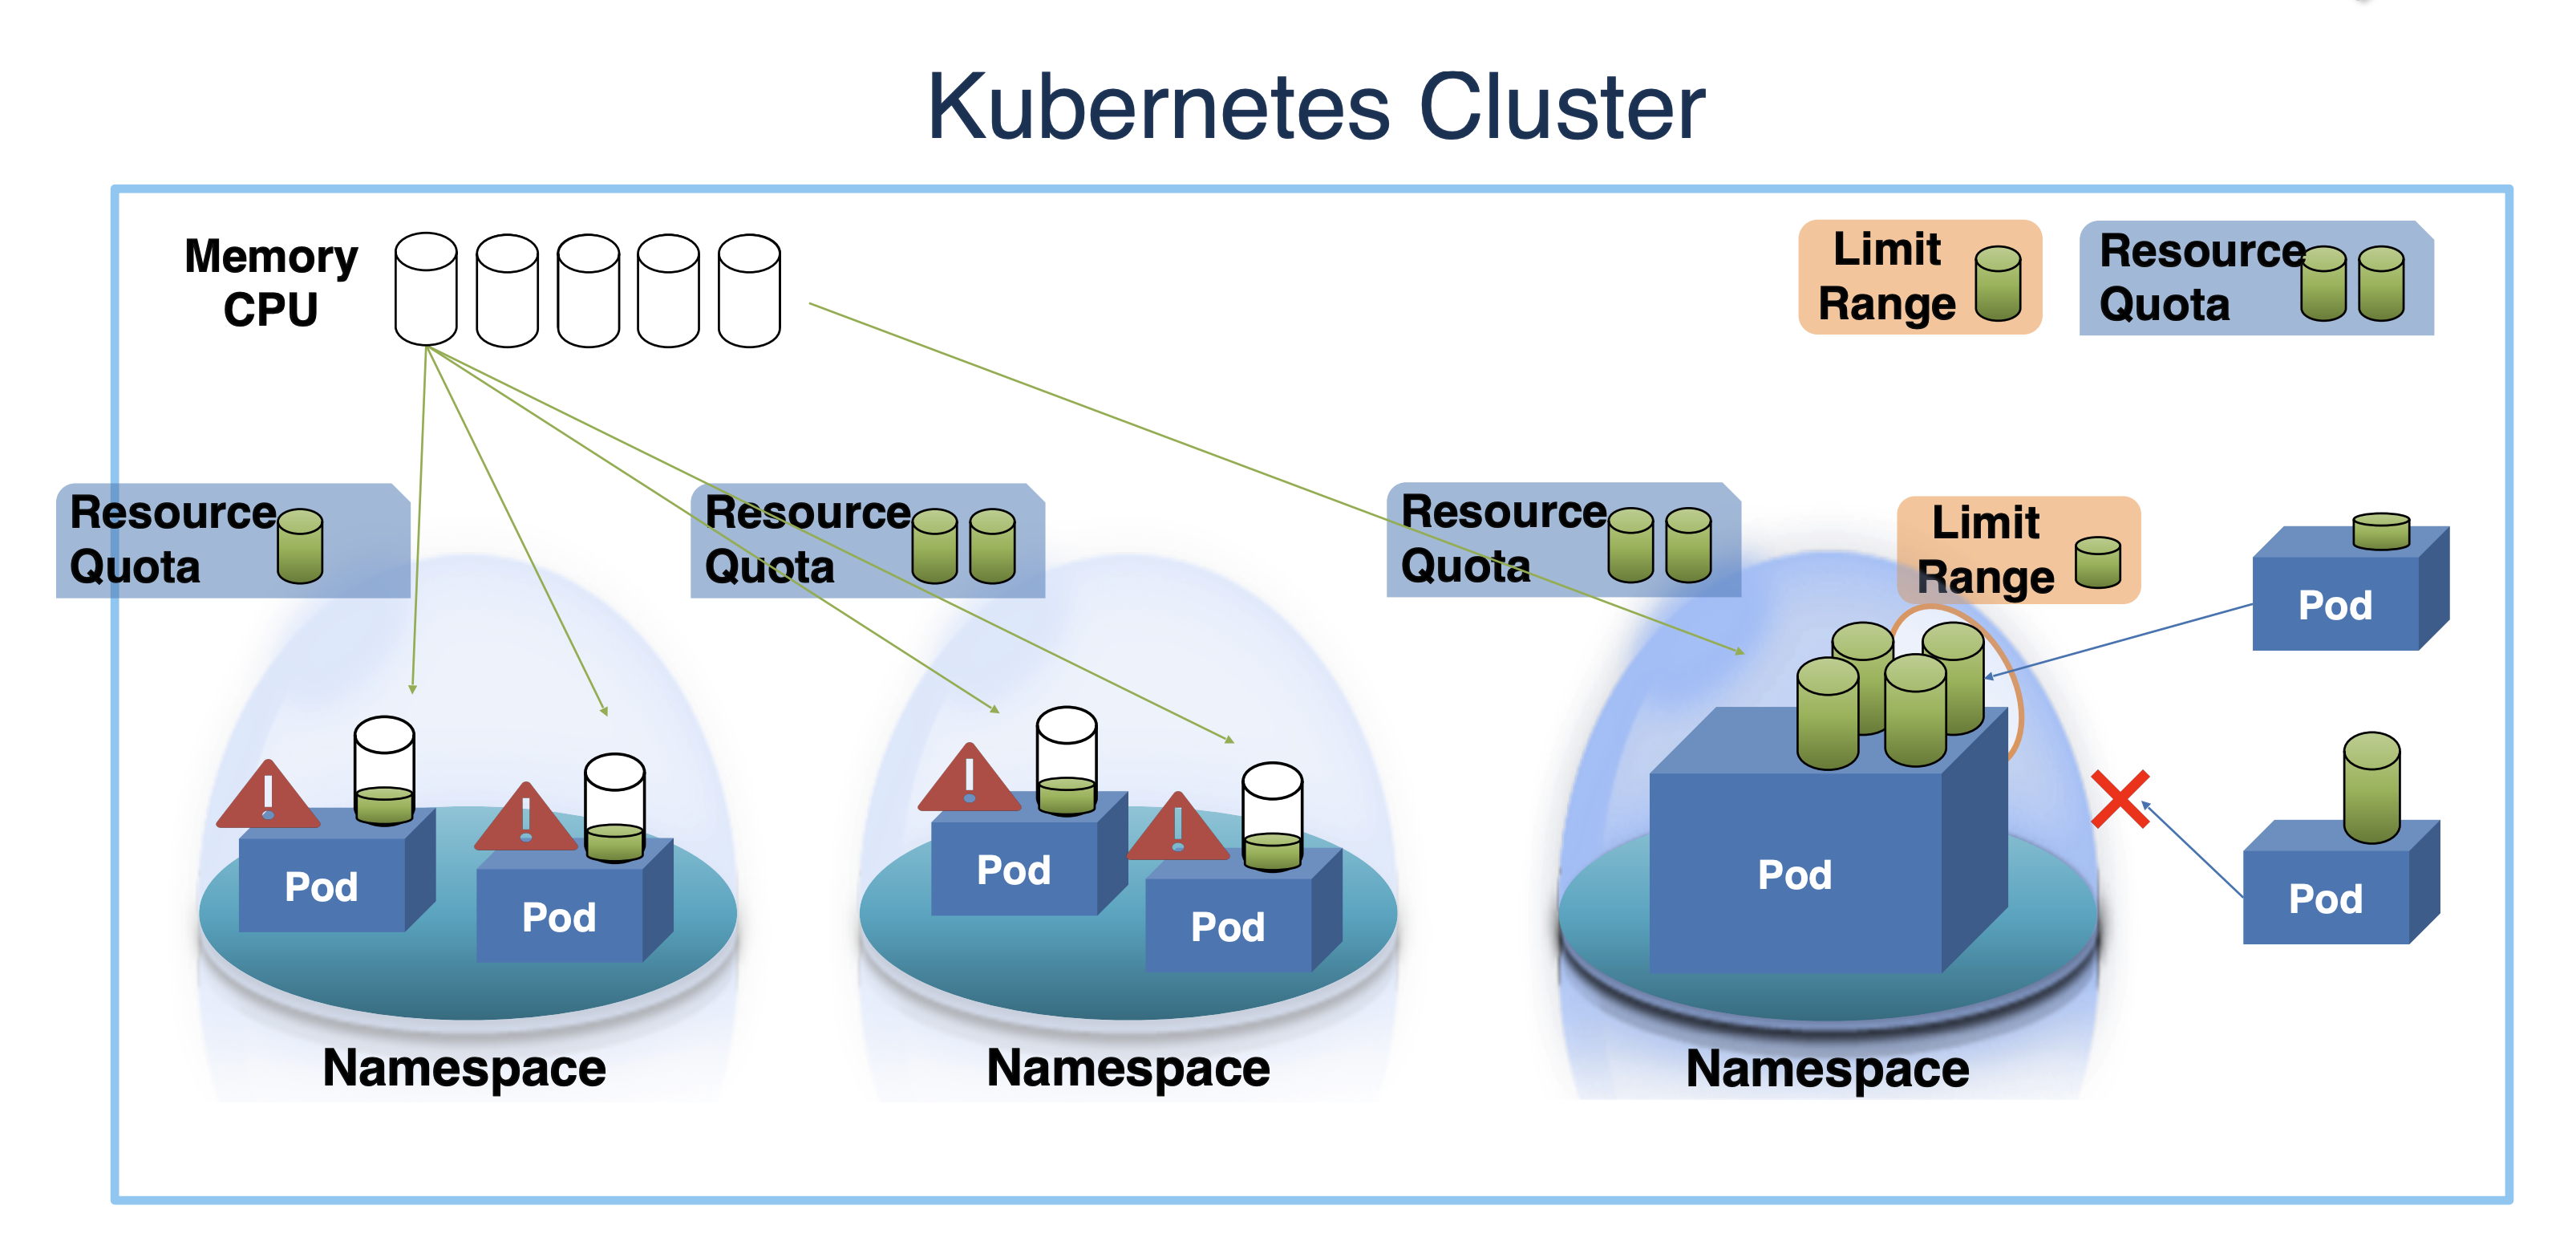 Kubernetes Cluster
Memory
CPU
Limit
Range
Resource
Quota
Resource
Quota
Resource
Quota
Resource
Quota
Limit
Range
Pod
Pod
Pod
Pod
Pod
Pod
Pod
Namespace
Namespace
Namespace